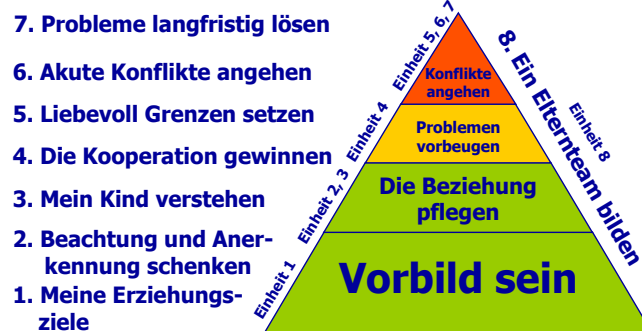 7. Probleme langfristig lösen
6. Akute Konflikte angehen
5. Liebevoll Grenzen setzen
4. Die Kooperation gewinnen
3. Mein Kind verstehen
2. Beachtung und Aner-
kennung schenken
1. Meine Erziehungs-
ziele
Einheit 5, 6, 7
Einheit 4
Einheit 2, 3
Einheit 1
Konflikte
angehen
Problemen
vorbeugen
Die Beziehung
pflegen
Vorbild sein
8. Ein Elternteam bilden
Einheit 8